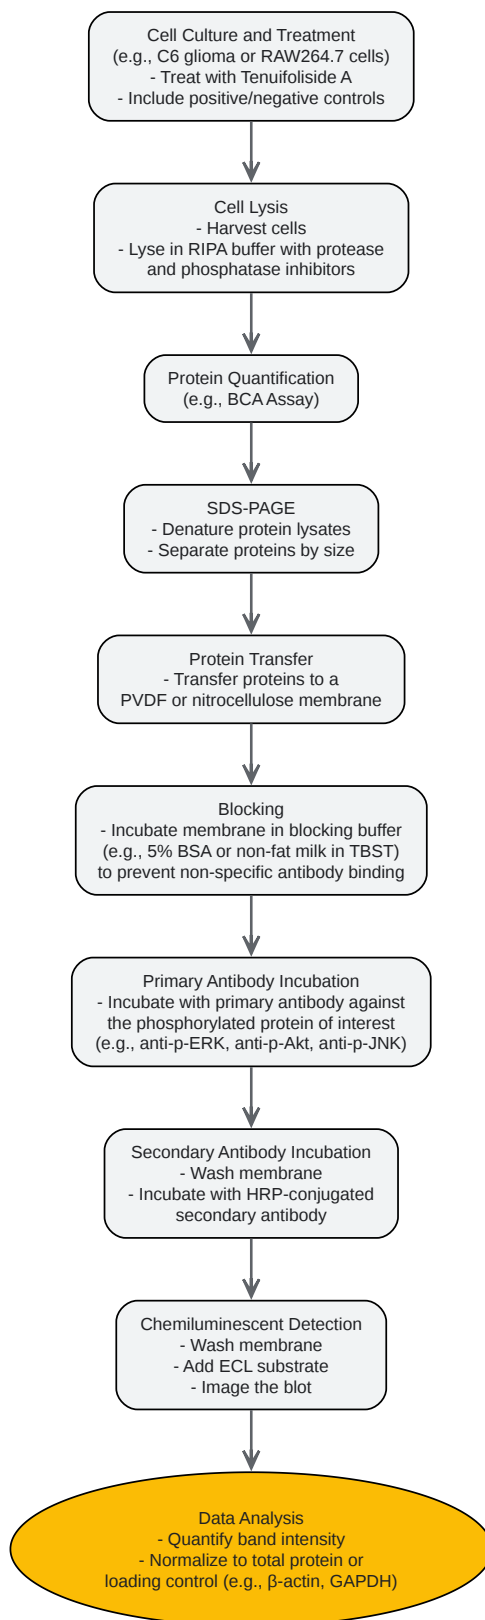 Cell Culture and Treatment
(e.g., C6 glioma or RAW264.7 cells)
- Treat with Tenuifoliside A
- Include positive/negative controls
Cell Lysis
- Harvest cells
- Lyse in RIPA buffer with protease
and phosphatase inhibitors
Protein Quantification
(e.g., BCA Assay)
SDS-PAGE
- Denature protein lysates
- Separate proteins by size
Protein Transfer
- Transfer proteins to a
PVDF or nitrocellulose membrane
Blocking
- Incubate membrane in blocking buffer
(e.g., 5% BSA or non-fat milk in TBST)
to prevent non-specific antibody binding
Primary Antibody Incubation
- Incubate with primary antibody against
the phosphorylated protein of interest
(e.g., anti-p-ERK, anti-p-Akt, anti-p-JNK)
Secondary Antibody Incubation
- Wash membrane
- Incubate with HRP-conjugated
secondary antibody
Chemiluminescent Detection
- Wash membrane
- Add ECL substrate
- Image the blot
Data Analysis
- Quantify band intensity
- Normalize to total protein or
loading control (e.g., β-actin, GAPDH)